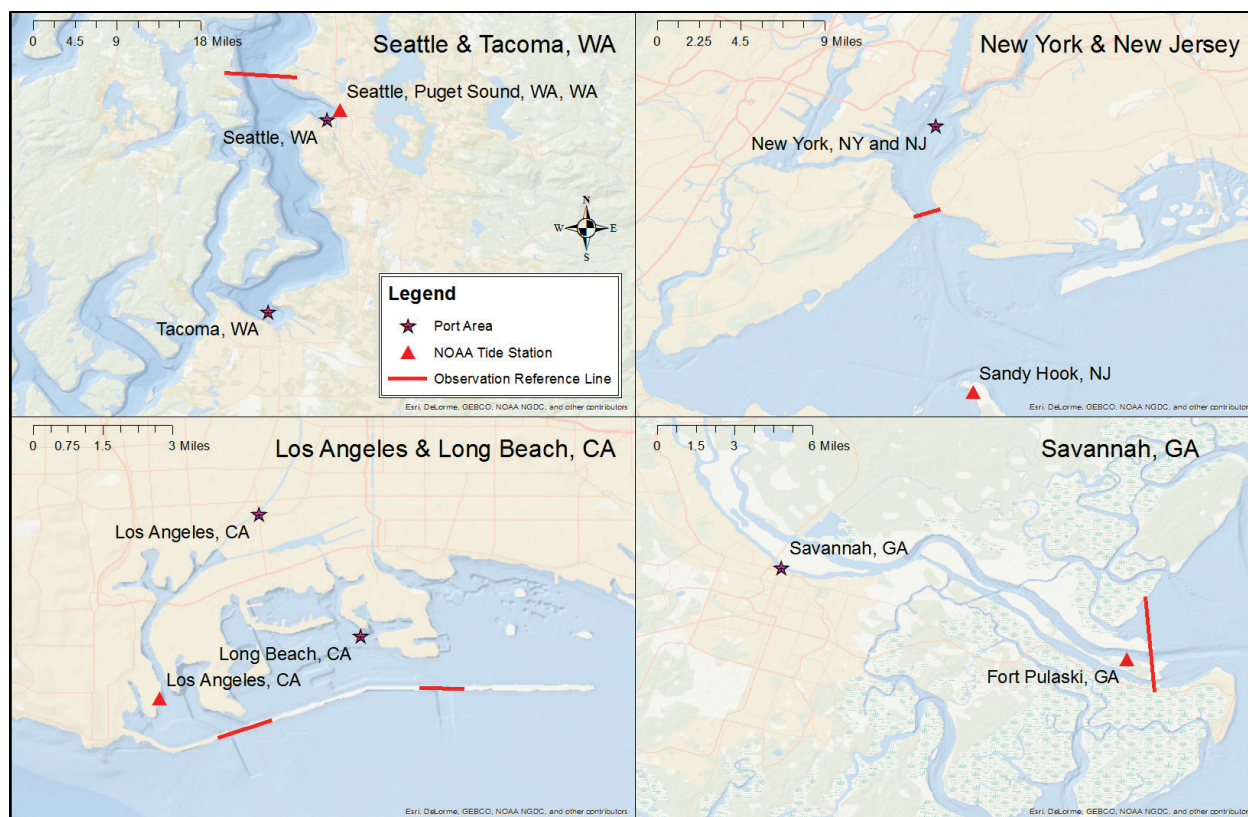 0 4.5 9 18 Miles
Seattle & Tacoma, WA
Seattle, Puget Sound, WA, WA
Seattle, WA
N
W E
S
Legend
Port Area
NOAA Tide Station
Observation Reference Line
Tacoma, WA
Esri, DeLorme, GEBCO, NOAA NGDC, and other contributors
0 2.25 4.5 9 Miles
New York & New Jersey
New York, NY and NJ
Sandy Hook, NJ
Esri, DeLorme, GEBCO, NOAA NGDC, and other contributors
0 0.75 1.5 3 Miles
Los Angeles & Long Beach, CA
Los Angeles, CA
Long Beach, CA
Los Angeles, CA
Esri, DeLorme, GEBCO, NOAA NGDC, and other contributors
0 1.5 3 6 Miles
Savannah, GA
Savannah, GA
Fort Pulaski, GA
Esri, DeLorme, GEBCO, NOAA NGDC, and other contributors